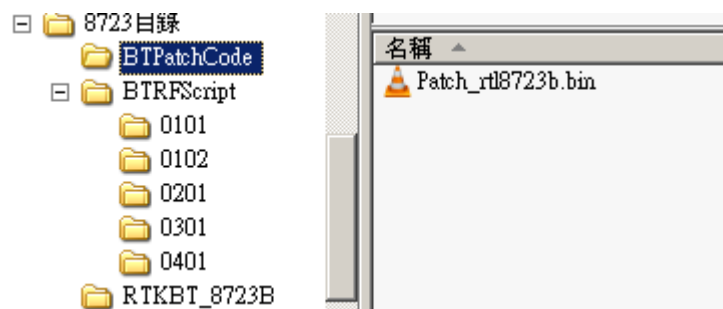 8723目錄
BTPatchCode
BTRFScript
0101
0102
0201
0301
0401
RTKBT_8723B
名稱
Patch_rtl8723b.bin